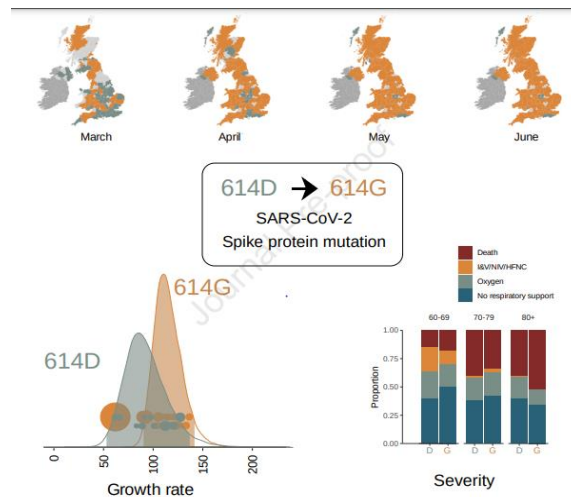 March April May June
614D → 614G
SARS-CoV-2
Spike protein mutation
Journal Pre-proof
614G
614D
0 50 100 150 200
Growth rate
Death
I&V/NIV/HFNC
Oxygen
No respiratory support
60-69 70-79 80+
Proportion
1.00
0.75
0.50
0.25
0.00
D G D G D G
Severity